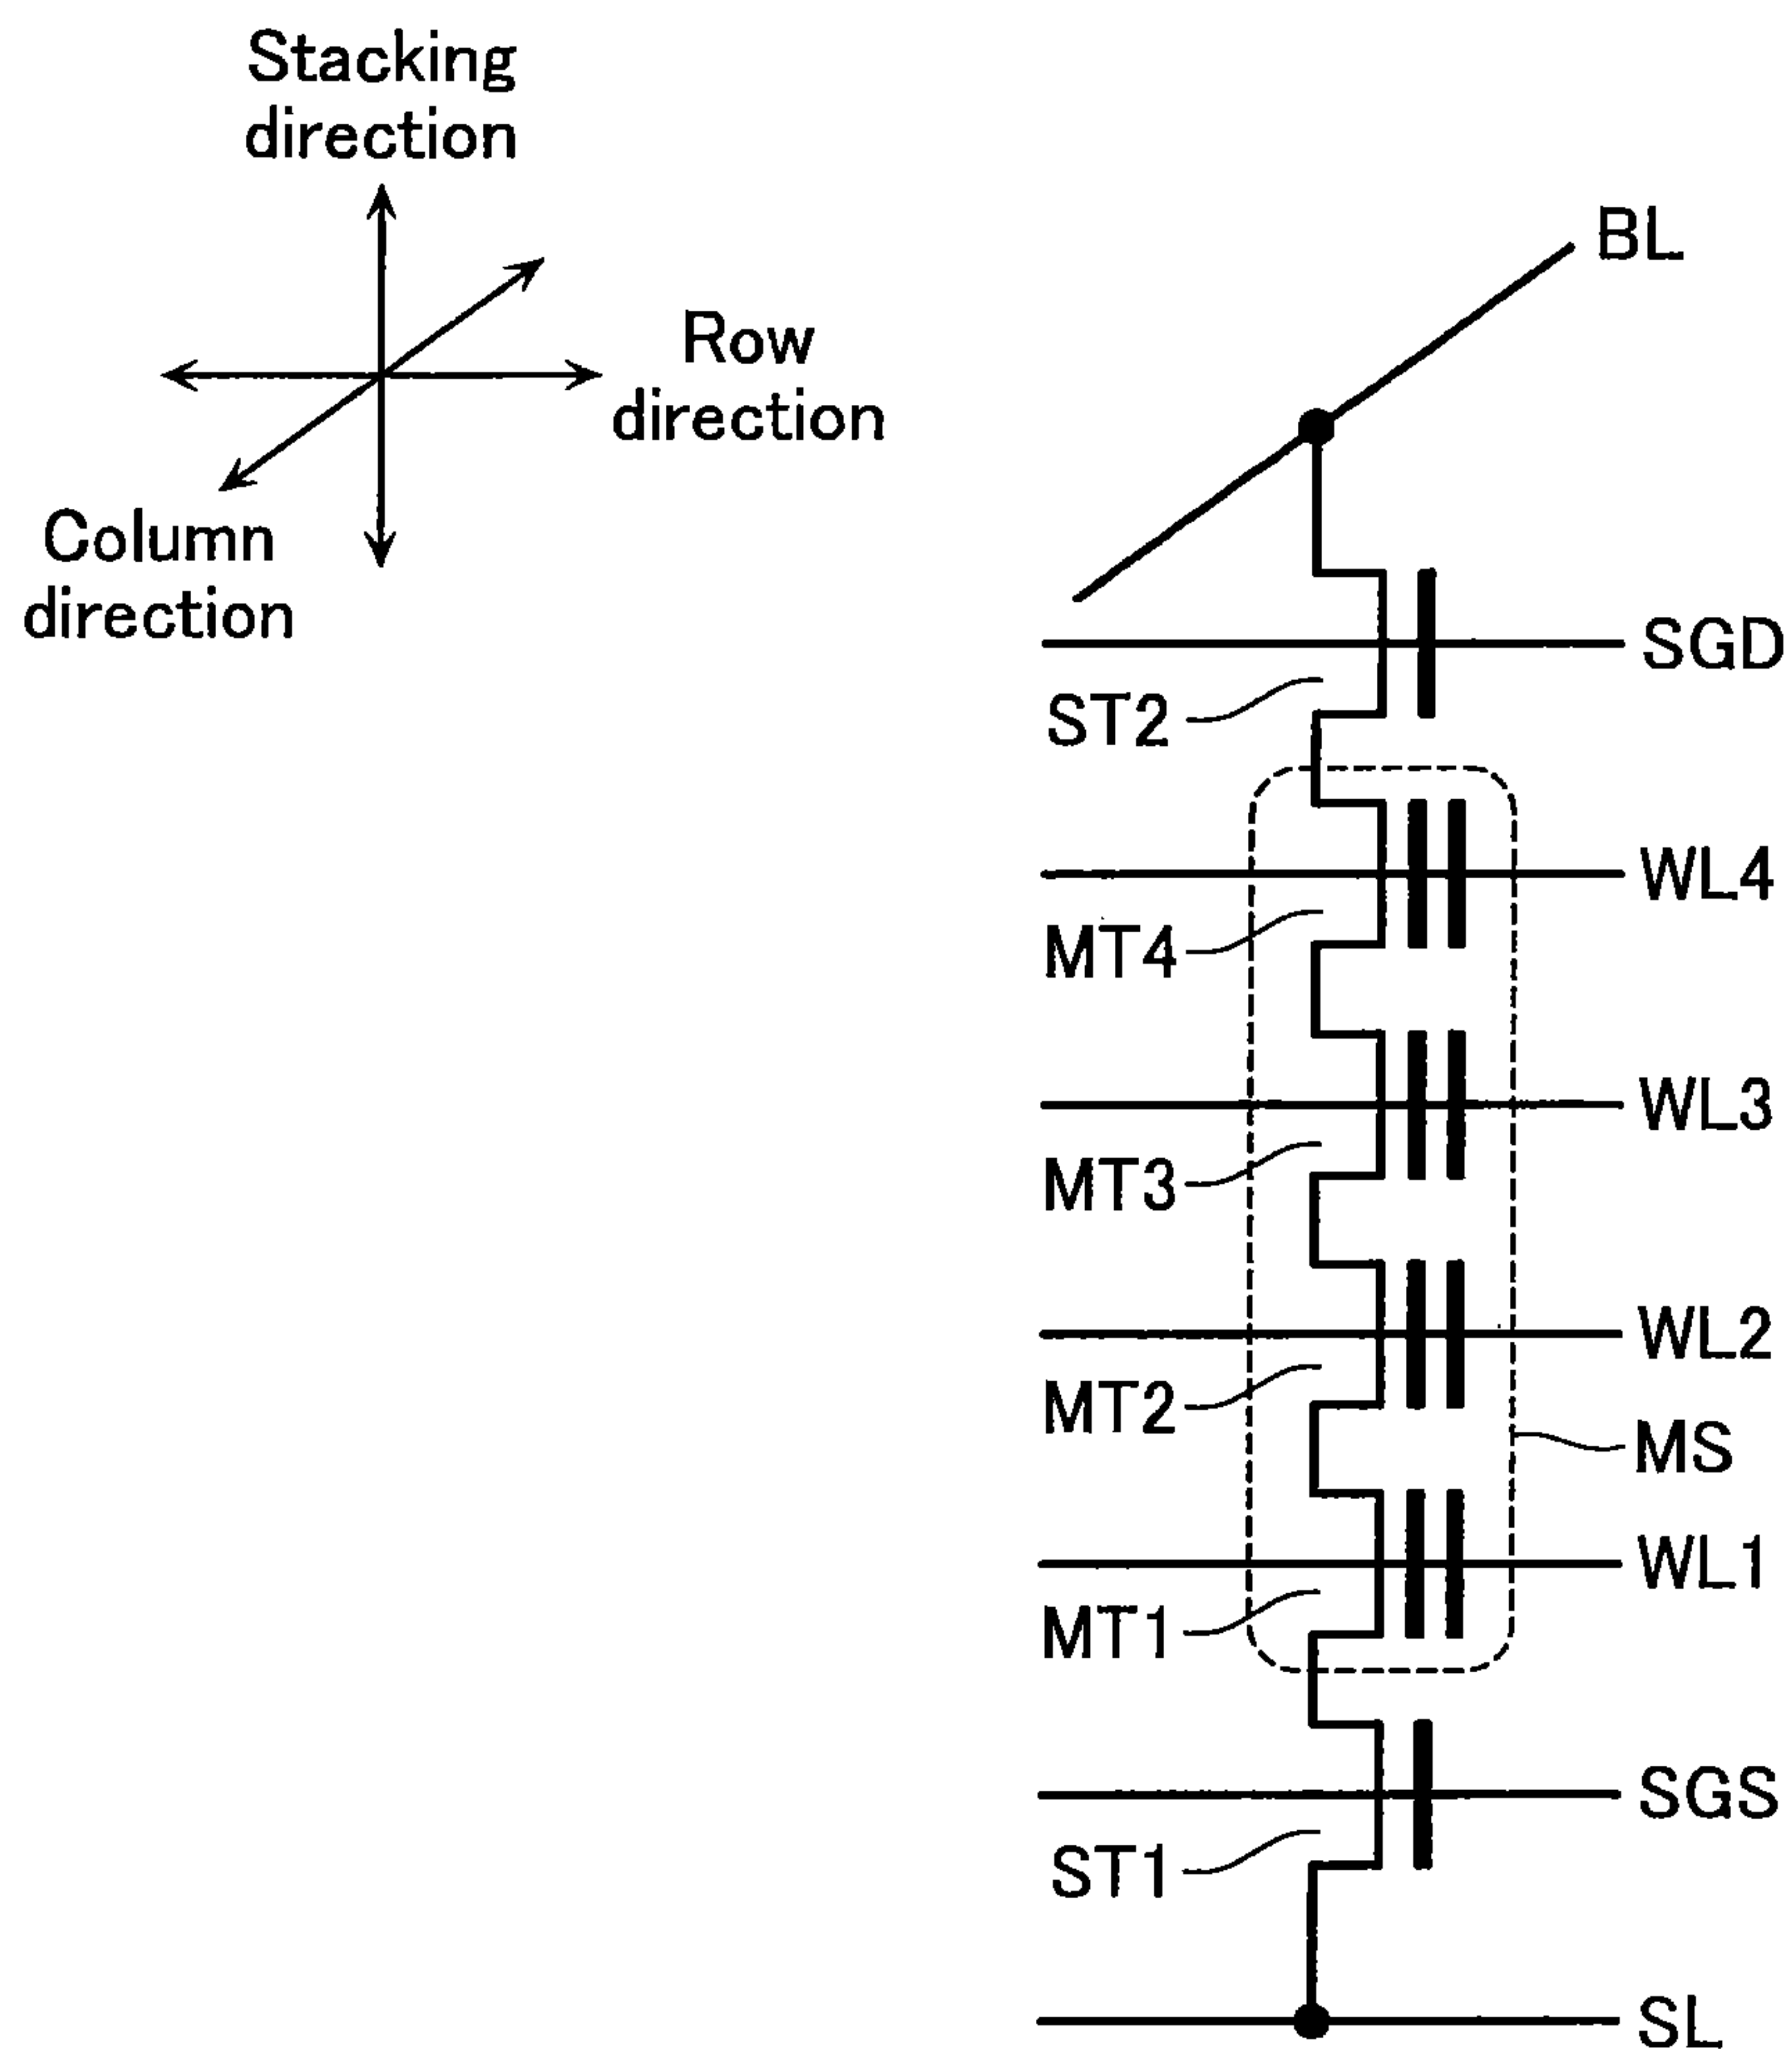 Stacking
direction
Row
direction
Column
direction
BL
SGD
ST2
WL4
MT4
WL3
MT3
WL2
MT2
MS
WL1
MT1
SGS
ST1
SL